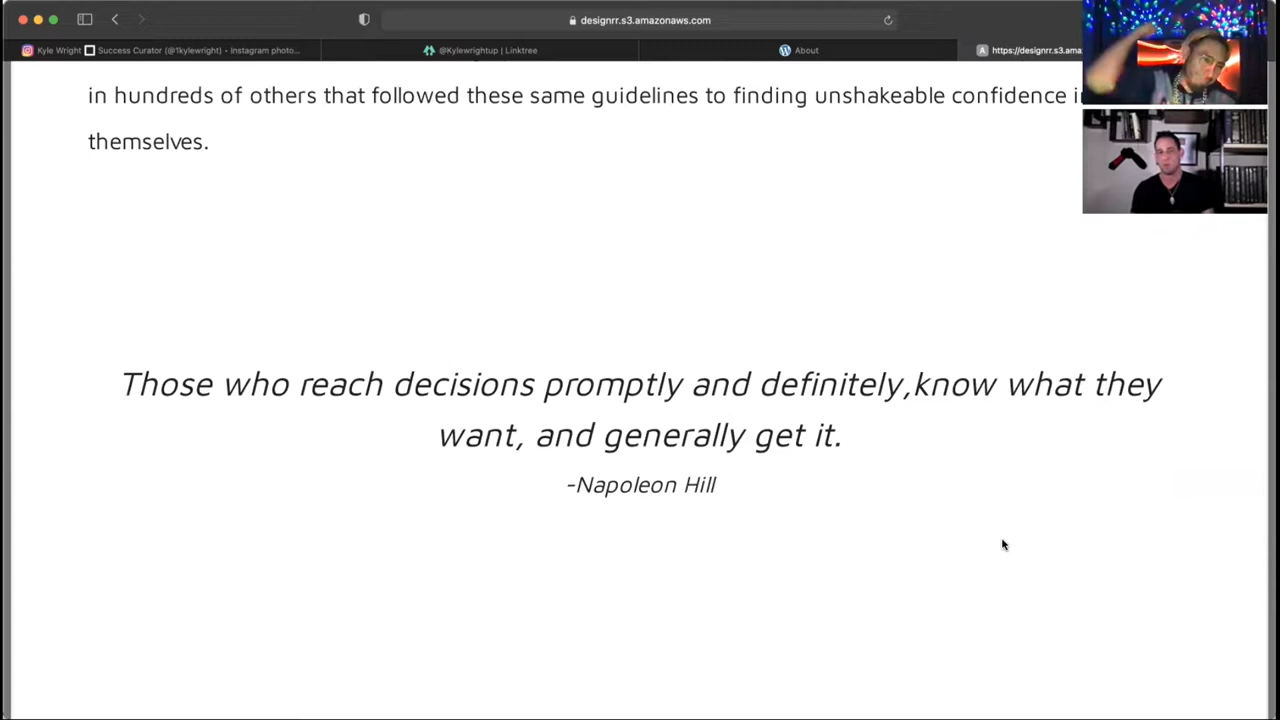 designrr.s3.amazonaws.com
Kyle Wright Success Curator (@1kylewright) • Instagram photo...
@Kylewrightup | Linktree
About
https://designrr.s3.ama
in hundreds of others that followed these same guidelines to finding unshakeable confidence
themselves.
Those who reach decisions promptly and definitely,know what they
want, and generally get it.
-Napoleon Hill